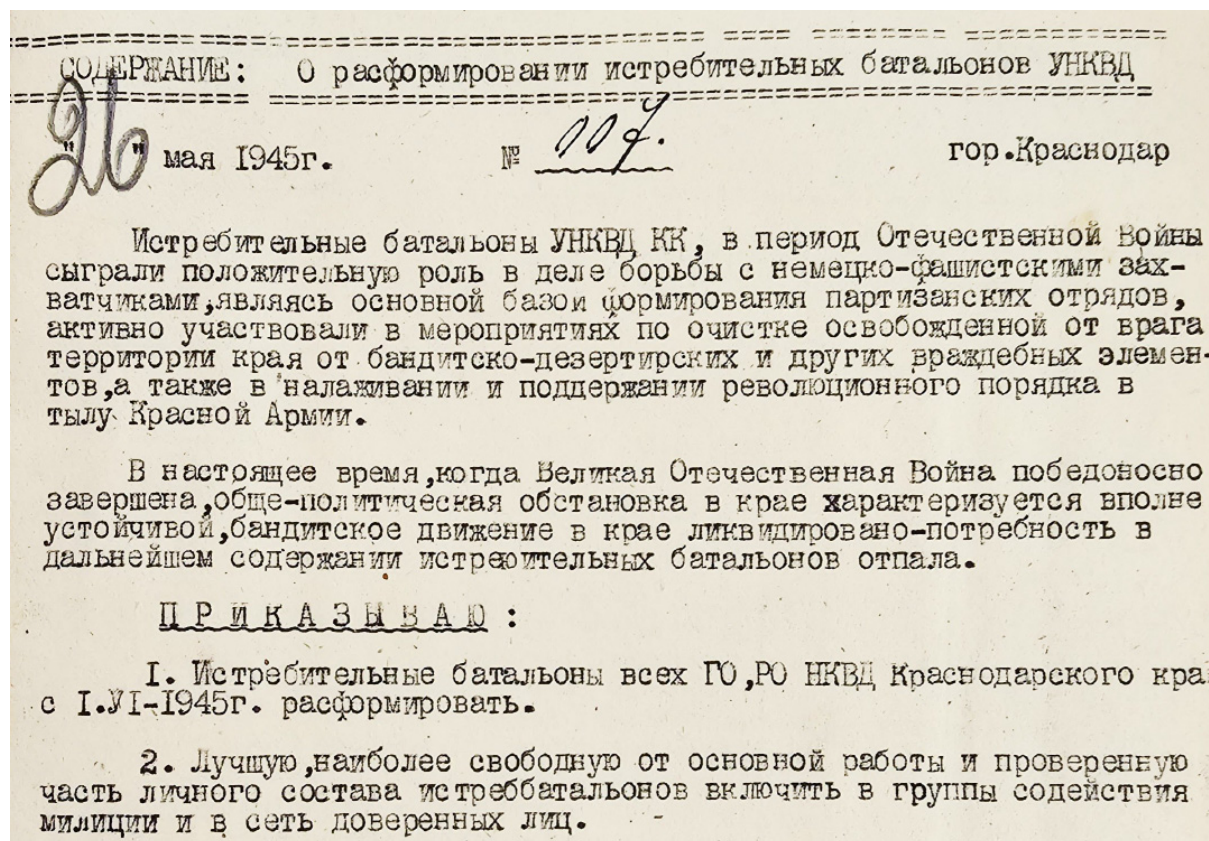 СОДЕРЖАНИЕ: О расформировании истребительных батальонов УНКВД
"26" мая 1945г. № 007. гор.Краснодар
Истребительные батальоны УНКВД КК, в период Отечественной Войны
сыграли положительную роль в деле борьбы с немецко-фашистскими зах-
ватчиками,являясь основной базой формирования партизанских отрядов,
активно участвовали в мероприятиях по очистке освобожденной от врага
территории края от бандитско-дезертирских и других враждебных элемен-
тов,а также в налаживании и поддержании революционного порядка в
тылу Красной Армии.
В настоящее время,когда Великая Отечественная Война победоносно
завершена,обще-политическая обстановка в крае характеризуется вполне
устойчивой,бандитское движение в крае ликвидировано-потребность в
дальнейшем содержании истребительных батальонов отпала.
ПРИКАЗЫВАЮ:
I. Истребительные батальоны всех ГО,РО НКВД Краснодарского кра
с I.УI-I945г. расформировать.
2. Лучшую,наиболее свободную от основной работы и проверенную
часть личного состава истреббатальонов включить в группы содействия
милиции и в сеть доверенных лиц.